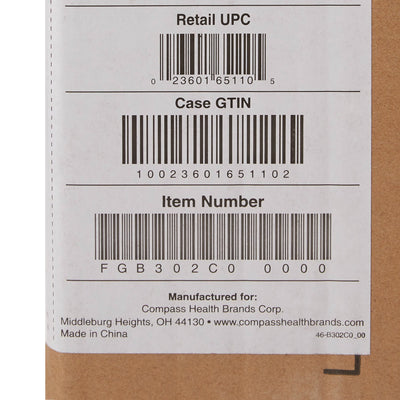 Retail UPC
0 23601 65110 5
Case GTIN
10023601651102
Item Number
FGB302C0 0000
Manufactured for:
Compass Health Brands Corp.
Middleburg Heights, OH 44130 • www.compasshealthbrands.com
Made in China 46-B302C0_00